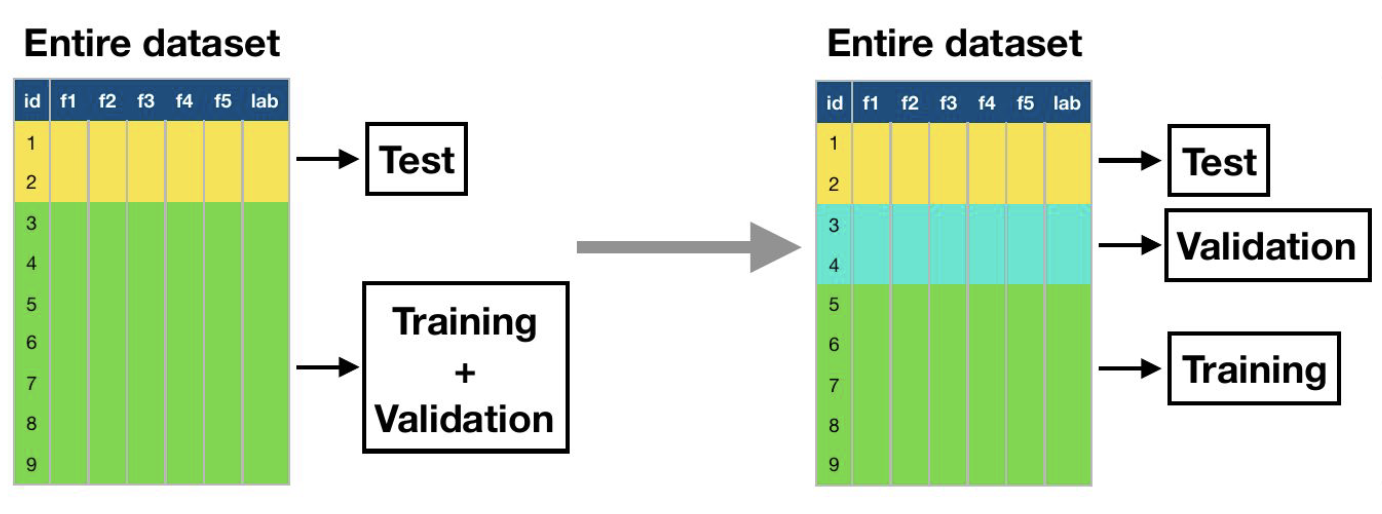 Entire dataset
id f1 f2 f3 f4 f5 lab
1
2
3
4
5
6
7
8
9
Test
Training
+
Validation
Entire dataset
id f1 f2 f3 f4 f5 lab
1
2
3
4
5
6
7
8
9
Test
Validation
Training